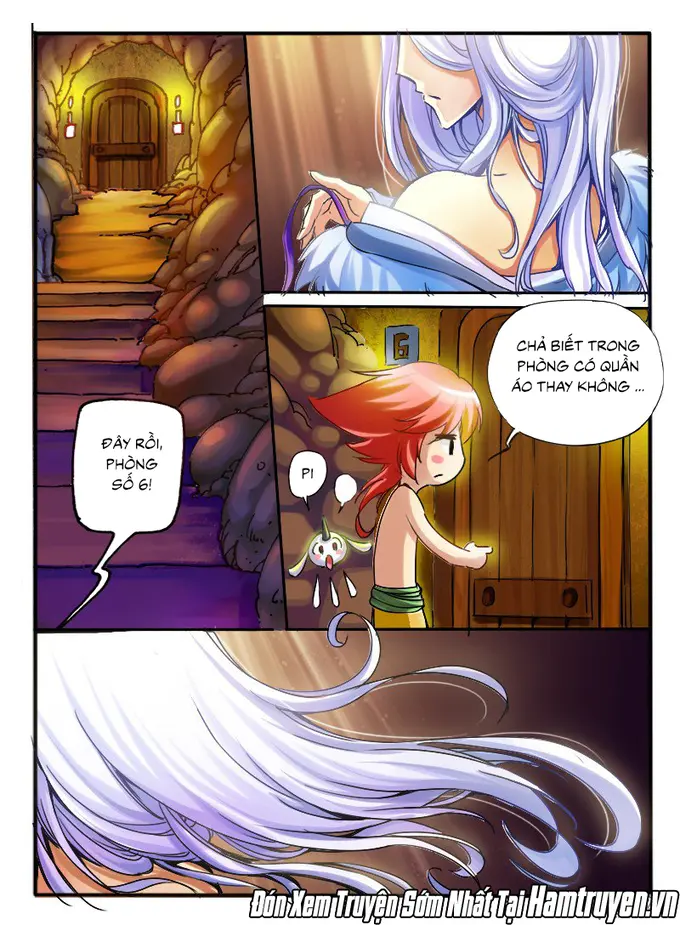 ĐÂY RỒI,
PHÒNG
SỐ 6!
6
CHẢ BIẾT TRONG
PHÒNG CÓ QUẦN
ÁO THAY KHÔNG ...
PI
Đón Xem Truyện Sớm Nhất Tại Hamtruyen.vn